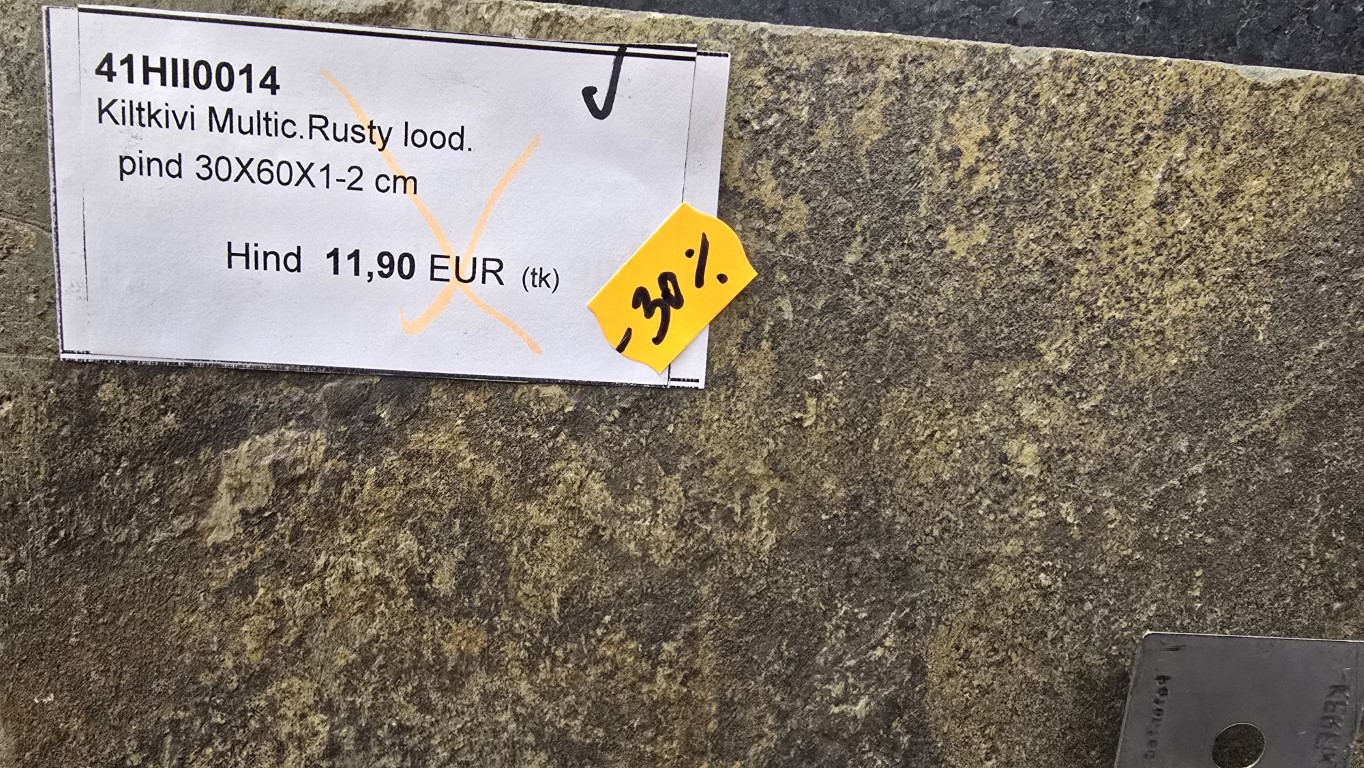 41HII0014
Kiltkivi Multic.Rusty lood.
pind 30X60X1-2 cm
Hind 11,90 EUR (tk)
-30%